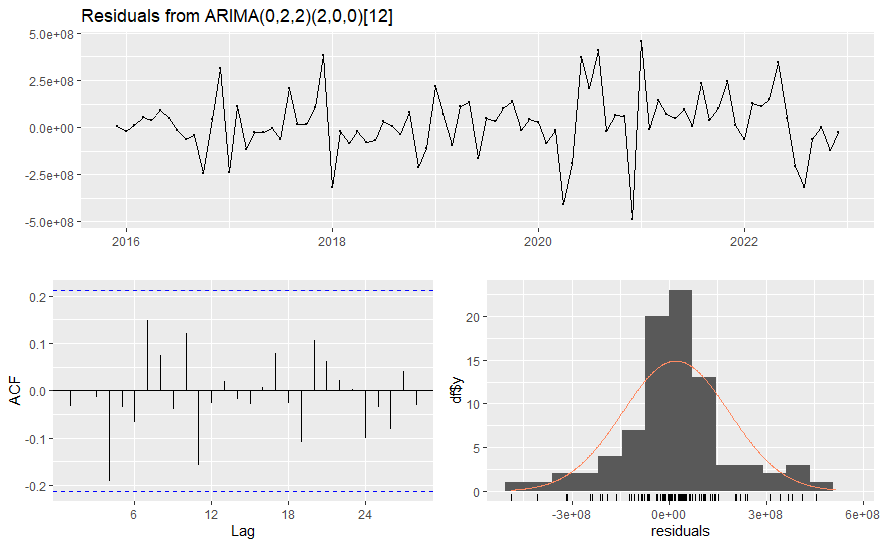 Residuals from ARIMA(0,2,2)(2,0,0)[12]
5.0e+08
2.5e+08
0.0e+00
-2.5e+08
-5.0e+08
2016 2018 2020 2022
ACF
0.2
0.1
0.0
-0.1
-0.2
6 12 18 24
Lag
df$y
20
15
10
5
0
-3e+08 0e+00 3e+08 6e+08
residuals